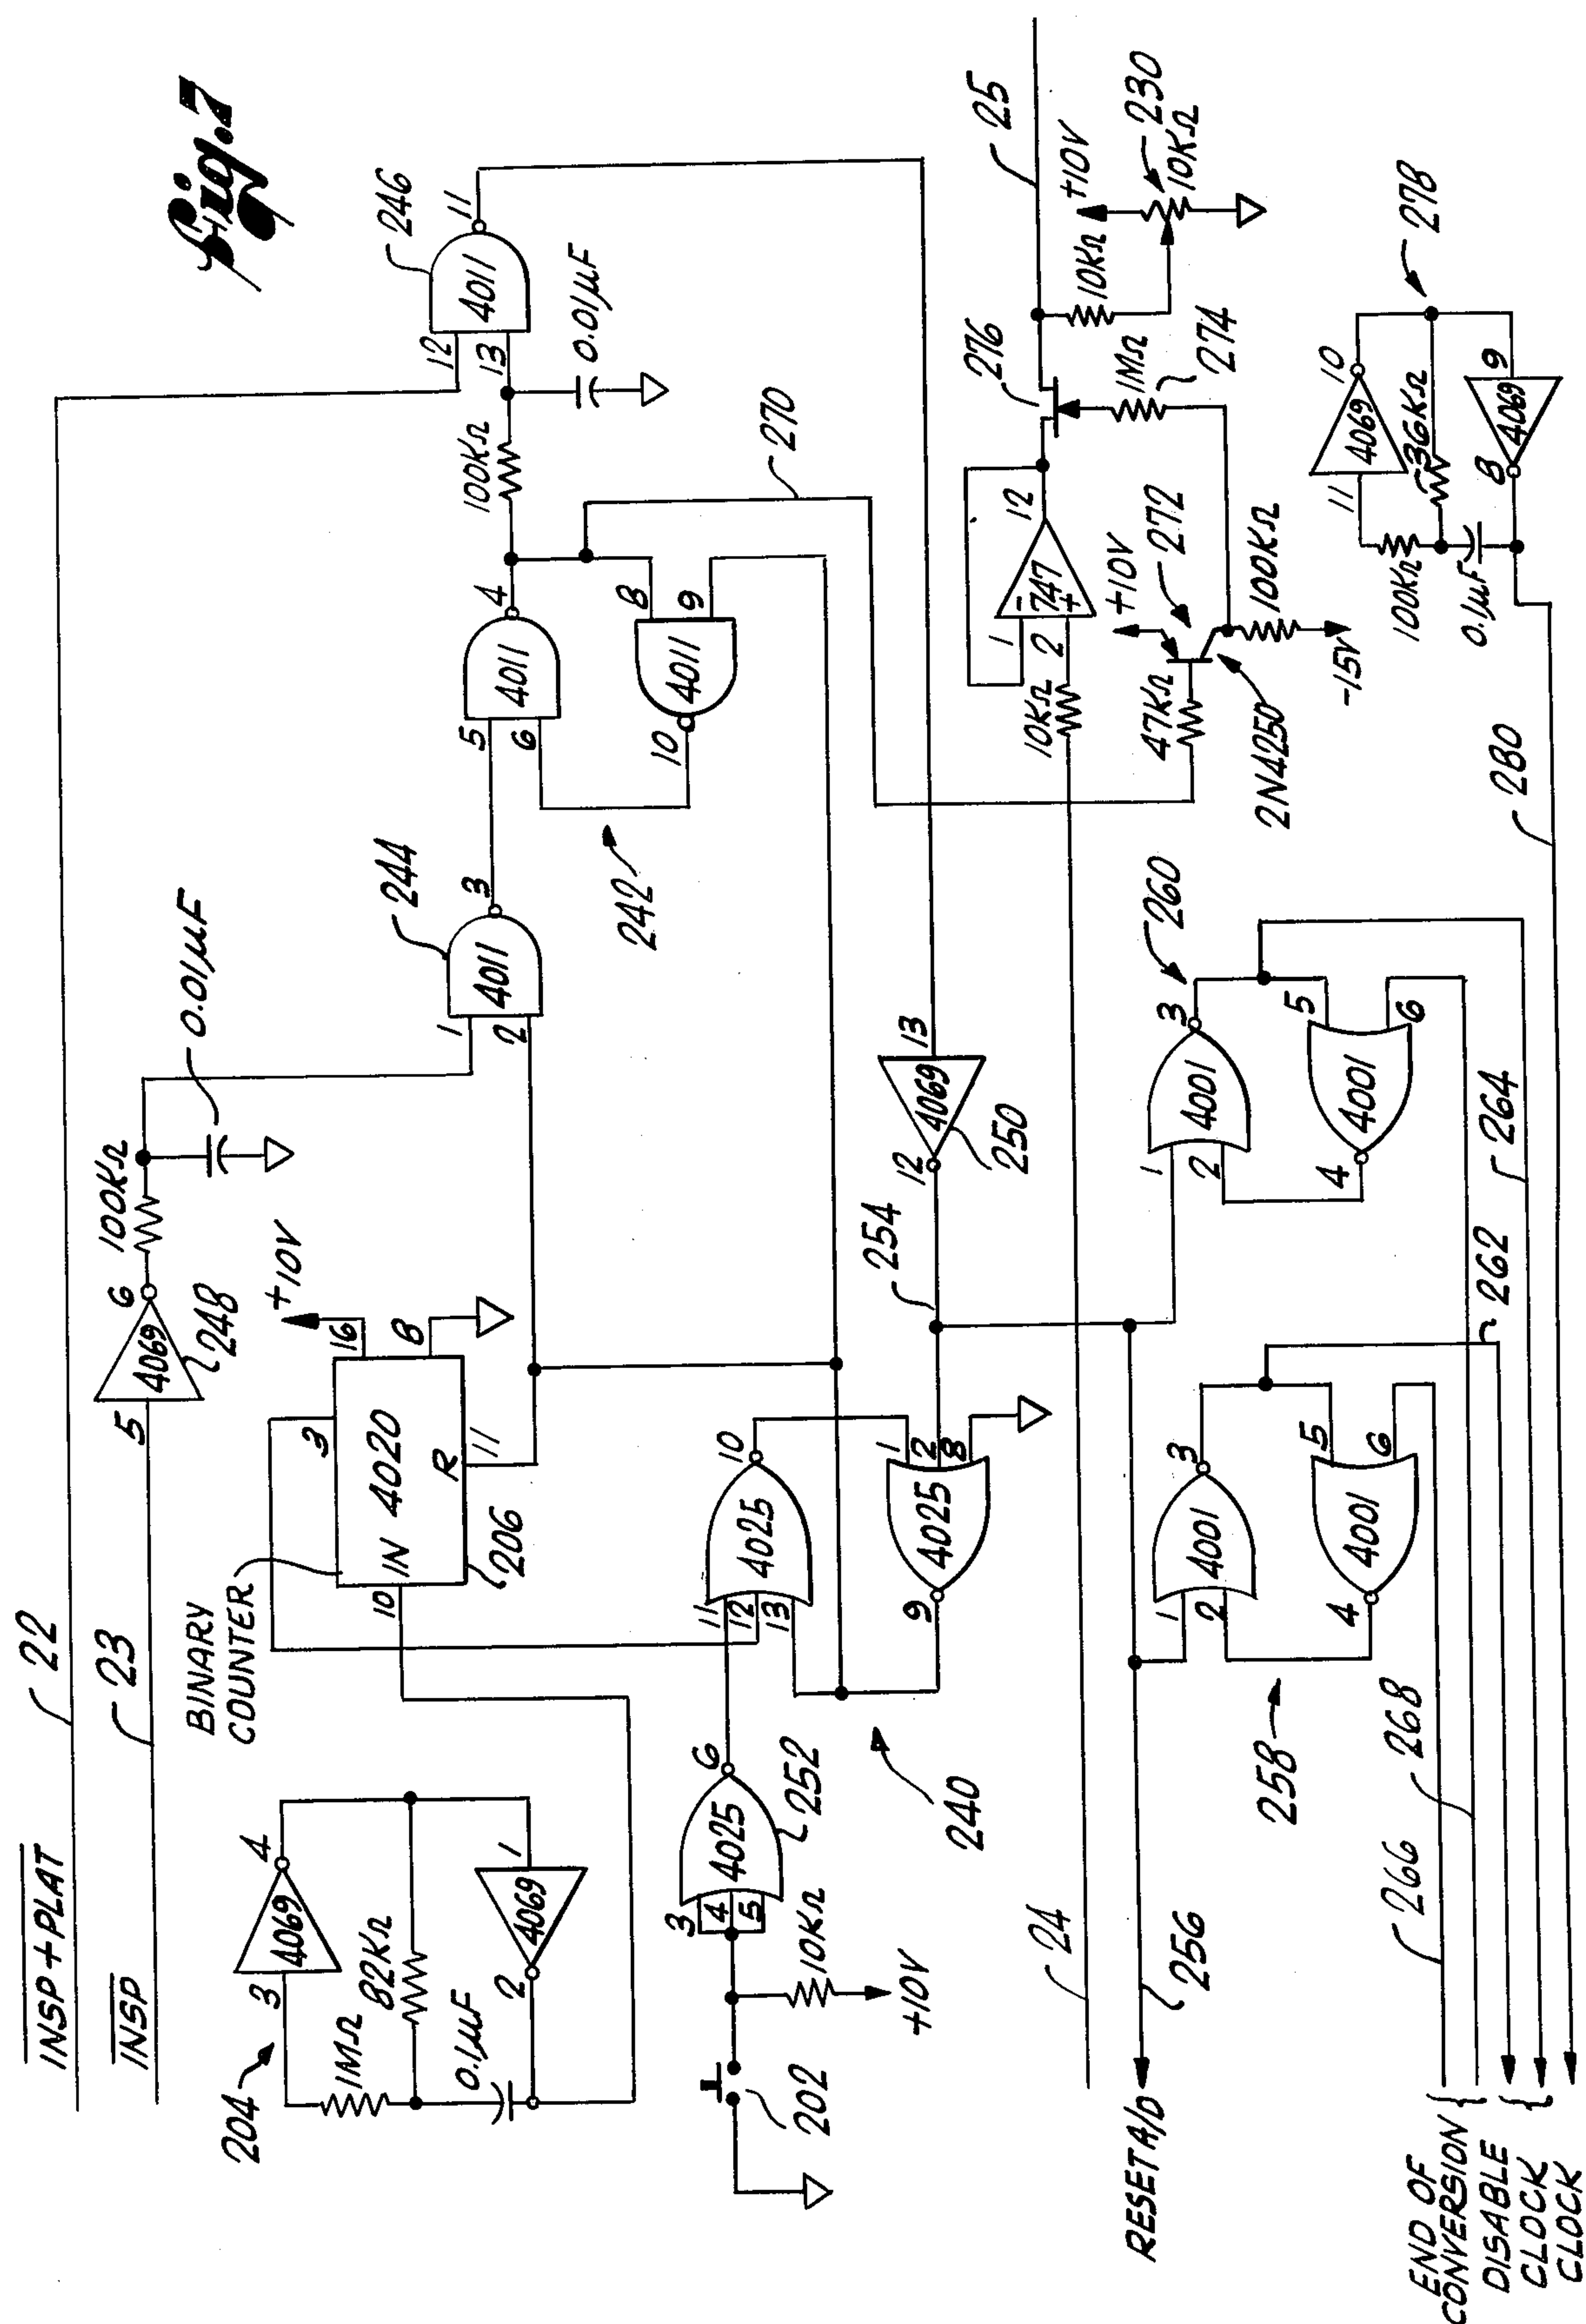 Fig. 7
INSP + PLAT
22
INSP
23
5
4069
6
248
100KΩ
0.01µF
204
3
4069
4
1MΩ
82KΩ
0.1µF
2
4069
1
BINARY
COUNTER
10
IN 4020
3
R
11
16
8
+10V
206
1
2
4011
3
244
5
6
4011
4
10
4011
8
9
242
100KΩ
12
13
4011
11
246
0.01µF
270
202
10KΩ
+10V
3
4
5
4025
6
252
11
12
13
4025
10
9
4025
1
2
8
240
254
12
4069
13
250
24
10KΩ
1
2
-
747
+
12
276
25
10KΩ
+10V
230
10KΩ
1MΩ
274
+10V
272
47KΩ
2N4250
100KΩ
-15V
RESET A/D
256
1
2
4001
3
4
4001
5
6
258
1
2
4001
3
4
4001
5
6
260
266
268
262
264
280
100KΩ
0.1µF
36KΩ
11
4069
10
8
4069
9
278
END OF
CONVERSION {
DISABLE
CLOCK {
CLOCK